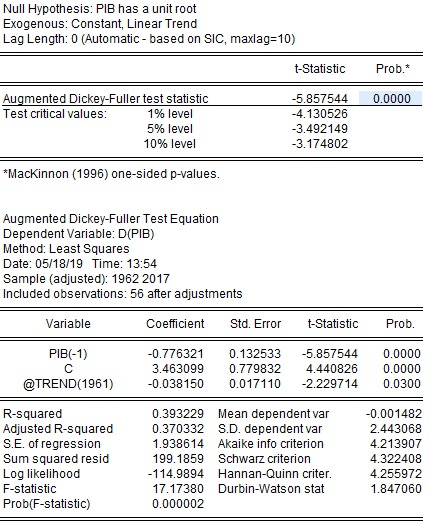 Null Hypothesis: PIB has a unit root
Exogenous: Constant, Linear Trend
Lag Length: 0 (Automatic - based on SIC, maxlag=10)
t-Statistic Prob.*
Augmented Dickey-Fuller test statistic -5.857544 0.0000
Test critical values: 1% level -4.130526
5% level -3.492149
10% level -3.174802
*MacKinnon (1996) one-sided p-values.
Augmented Dickey-Fuller Test Equation
Dependent Variable: D(PIB)
Method: Least Squares
Date: 05/18/19 Time: 13:54
Sample (adjusted): 1962 2017
Included observations: 56 after adjustments
Variable Coefficient Std. Error t-Statistic Prob.
PIB(-1) -0.776321 0.132533 -5.857544 0.0000
C 3.463099 0.779832 4.440826 0.0000
@TREND(1961) -0.038150 0.017110 -2.229714 0.0300
R-squared 0.393229 Mean dependent var -0.001482
Adjusted R-squared 0.370332 S.D. dependent var 2.443068
S.E. of regression 1.938614 Akaike info criterion 4.213907
Sum squared resid 199.1859 Schwarz criterion 4.322408
Log likelihood -114.9894 Hannan-Quinn criter. 4.255972
F-statistic 17.17380 Durbin-Watson stat 1.847060
Prob(F-statistic) 0.000002